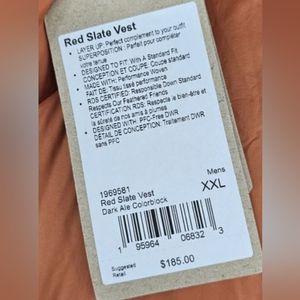 Red Slate Vest
• LAYER UP: Perfect complement to your outfit
SUPERPOSITION : Parfait pour compléter
votre tenue
• DESIGNED TO FIT: With A Standard Fit
CONCEPTION ET COUPE: Coupe standard
• MADE WITH: Performance Woven
FAIT DE: Tissu tissé performant
• RDS CERTIFIED: Responsible Down Standard
Respects Our Feathered Friends
CERTIFICATION RDS: Respecte le bien-être et
la sûreté de nos amis à plumes
• DESIGNED WITH: PFC-Free DWR
DÉTAIL DE CONCEPTION: Traitement DWR
sans PFC
1969581
Red Slate Vest
Dark Ale Colorblock
Mens
XXL
1 95964 06832 3
Suggested
Retail
$185.00